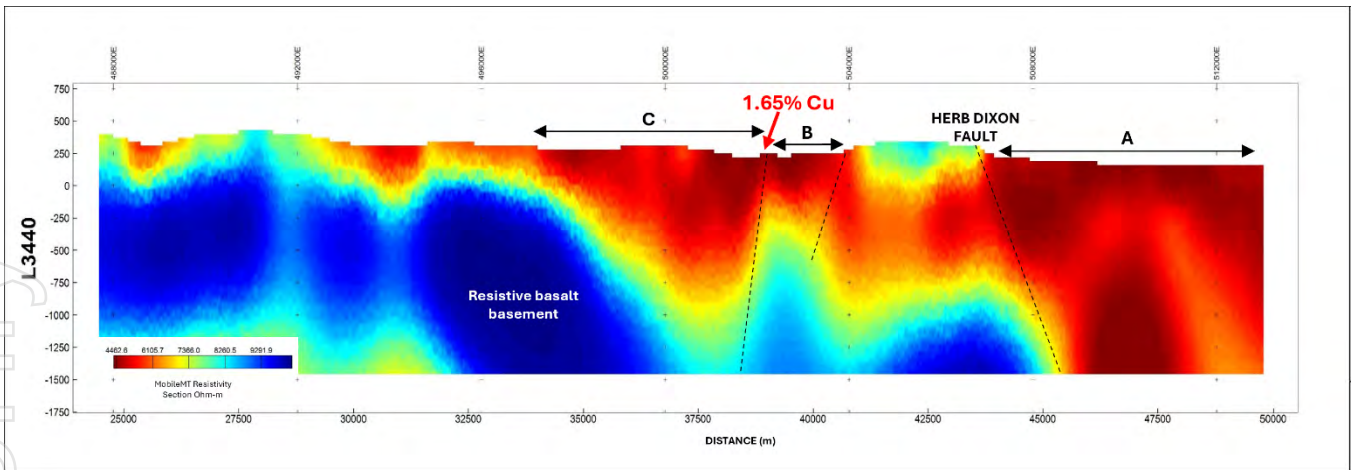 488000E 492000E 496000E 500000E 504000E 508000E 512000E
1.65% Cu
C
B
HERB DIXON
FAULT
A
L3440
750
500
250
0
-250
-500
-750
-1000
-1250
-1500
-1750
Resistive basalt
basement
4462.6 6105.7 7366.0 8260.5 9291.9
MobileMT Resistivity
Section Ohm-m
25000 27500 30000 32500 35000 37500 40000 42500 45000 47500 50000
DISTANCE (m)